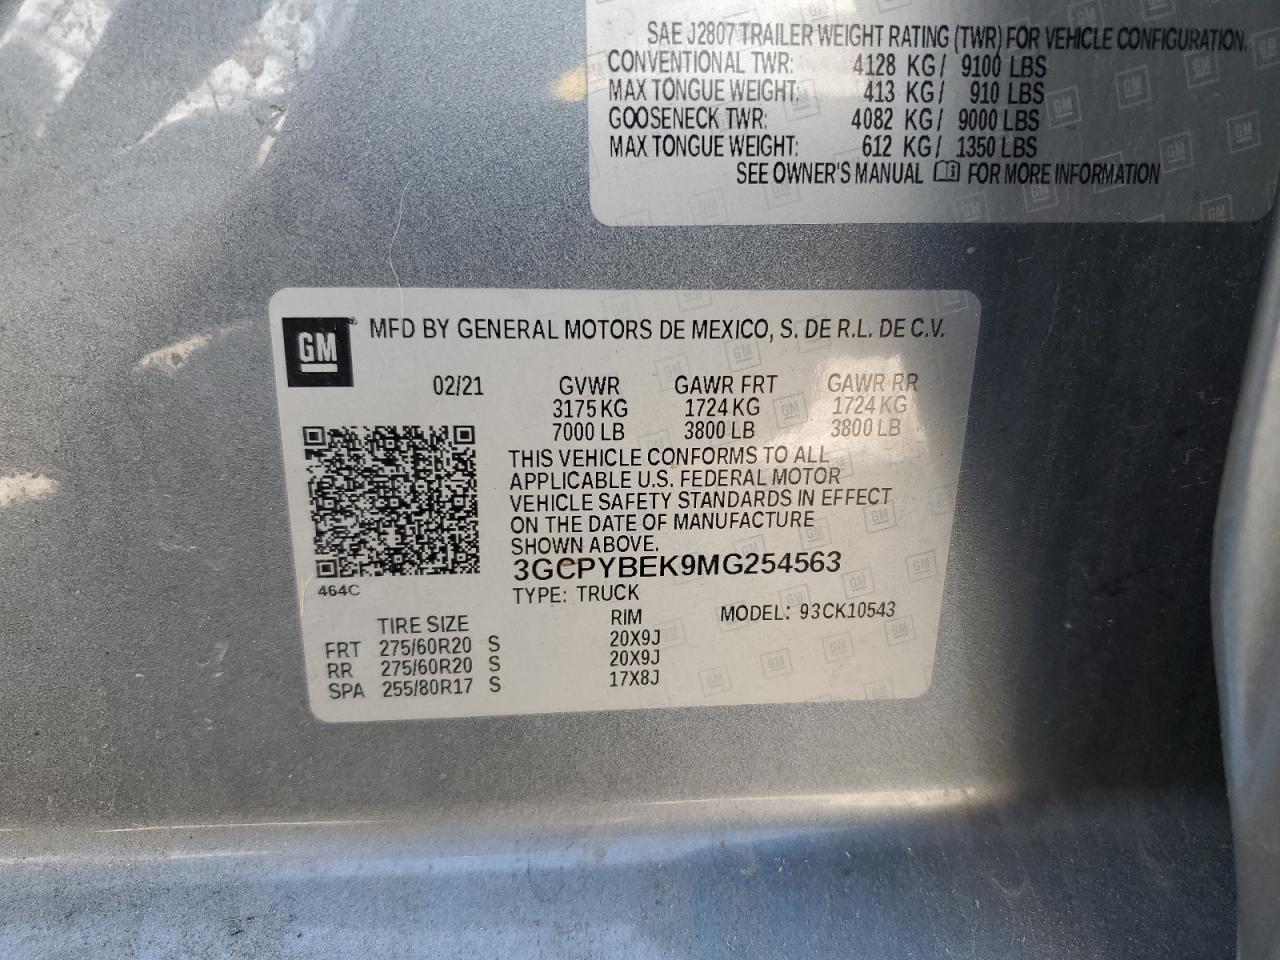 SAE J2807 TRAILER WEIGHT RATING (TWR) FOR VEHICLE CONFIGURATION.
CONVENTIONAL TWR: 4128 KG/ 9100 LBS
MAX TONGUE WEIGHT: 413 KG/ 910 LBS
GOOSENECK TWR: 4082 KG/ 9000 LBS
MAX TONGUE WEIGHT: 612 KG/ 1350 LBS
SEE OWNER'S MANUAL FOR MORE INFORMATION
GM MFD BY GENERAL MOTORS DE MEXICO, S. DE R.L. DE C.V.
02/21 GVWR GAWR FRT GAWR RR
3175 KG 1724 KG 1724 KG
7000 LB 3800 LB 3800 LB
THIS VEHICLE CONFORMS TO ALL
APPLICABLE U.S. FEDERAL MOTOR
VEHICLE SAFETY STANDARDS IN EFFECT
ON THE DATE OF MANUFACTURE
SHOWN ABOVE.
3GCPYBEK9MG254563
464C TYPE: TRUCK
MODEL: 93CK10543
TIRE SIZE RIM
FRT 275/60R20 S 20X9J
RR 275/60R20 S 20X9J
SPA 255/80R17 S 17X8J